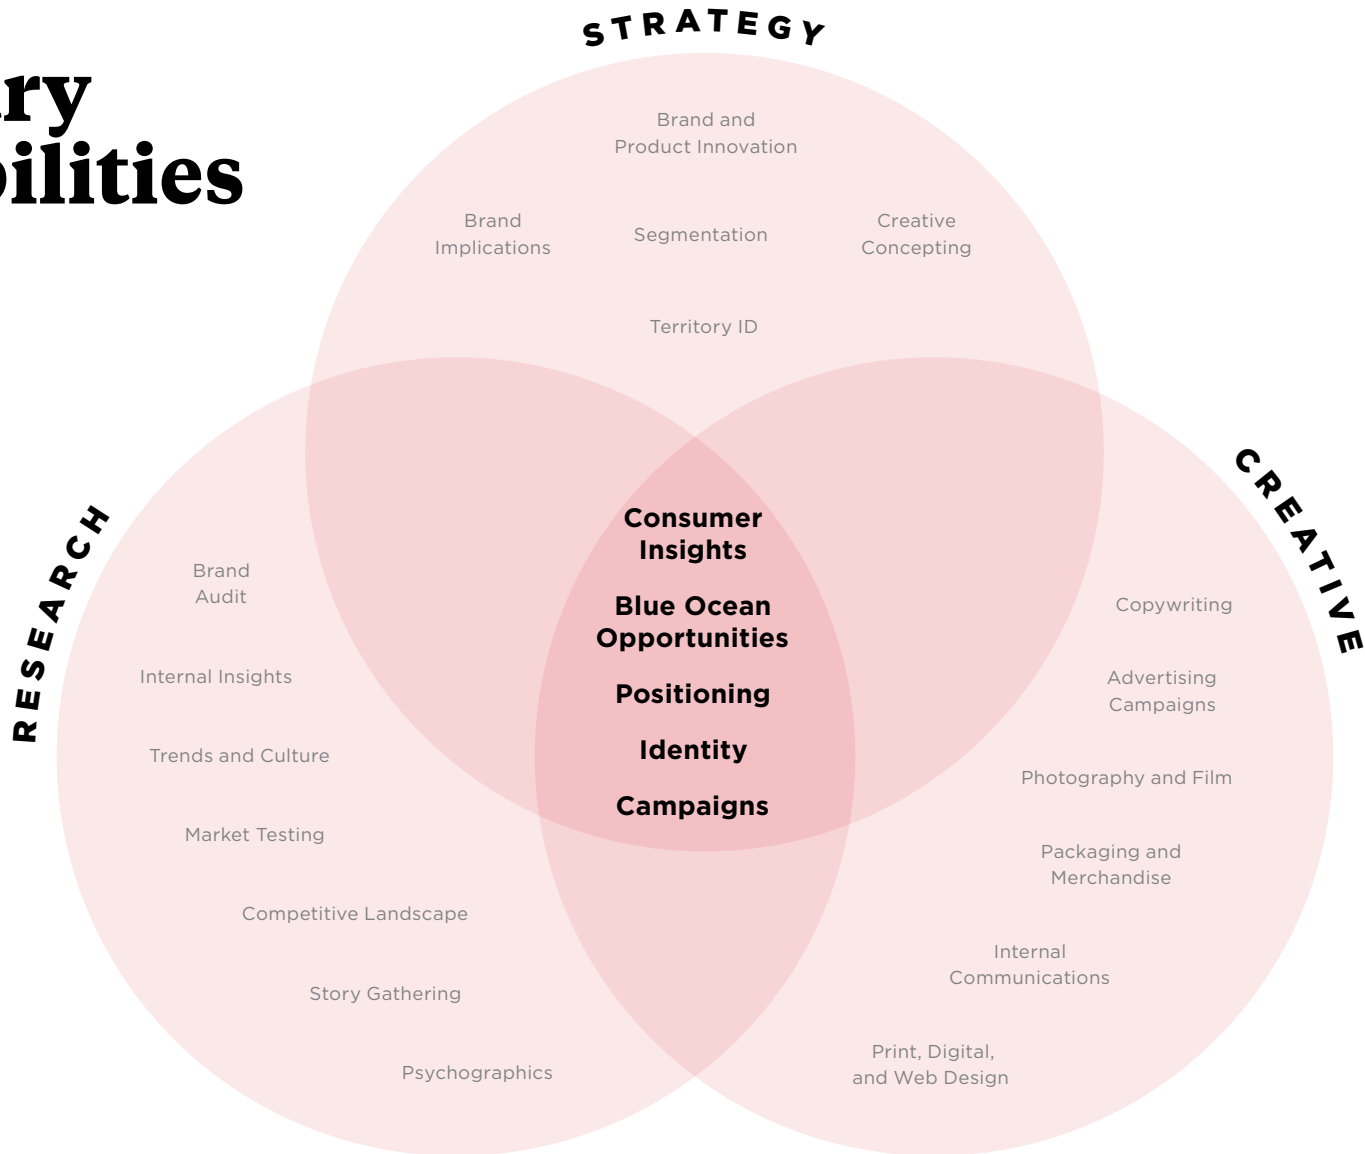 STRATEGY
ry
bilities
Brand and
Product Innovation
Brand
Implications
Segmentation
Creative
Concepting
Territory ID
RESEARCH
Brand
Audit
Internal Insights
Trends and Culture
Market Testing
Competitive Landscape
Story Gathering
Psychographics
Consumer
Insights
Blue Ocean
Opportunities
Positioning
Identity
Campaigns
CREATIVE
Copywriting
Advertising
Campaigns
Photography and Film
Packaging and
Merchandise
Internal
Communications
Print, Digital,
and Web Design